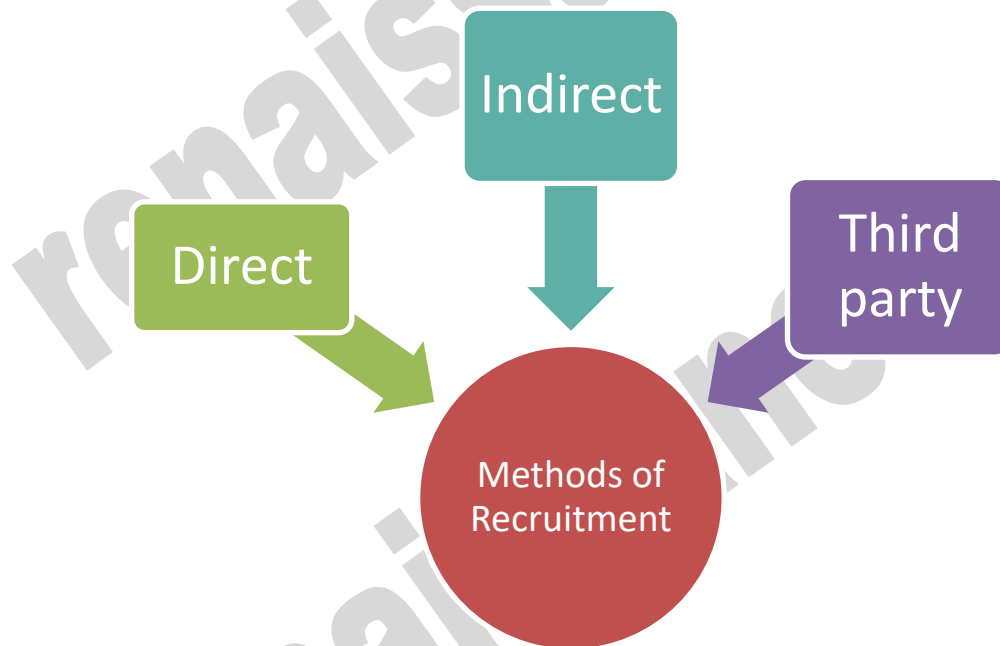 Indirect
Direct
Third
party
Methods of
Recruitment